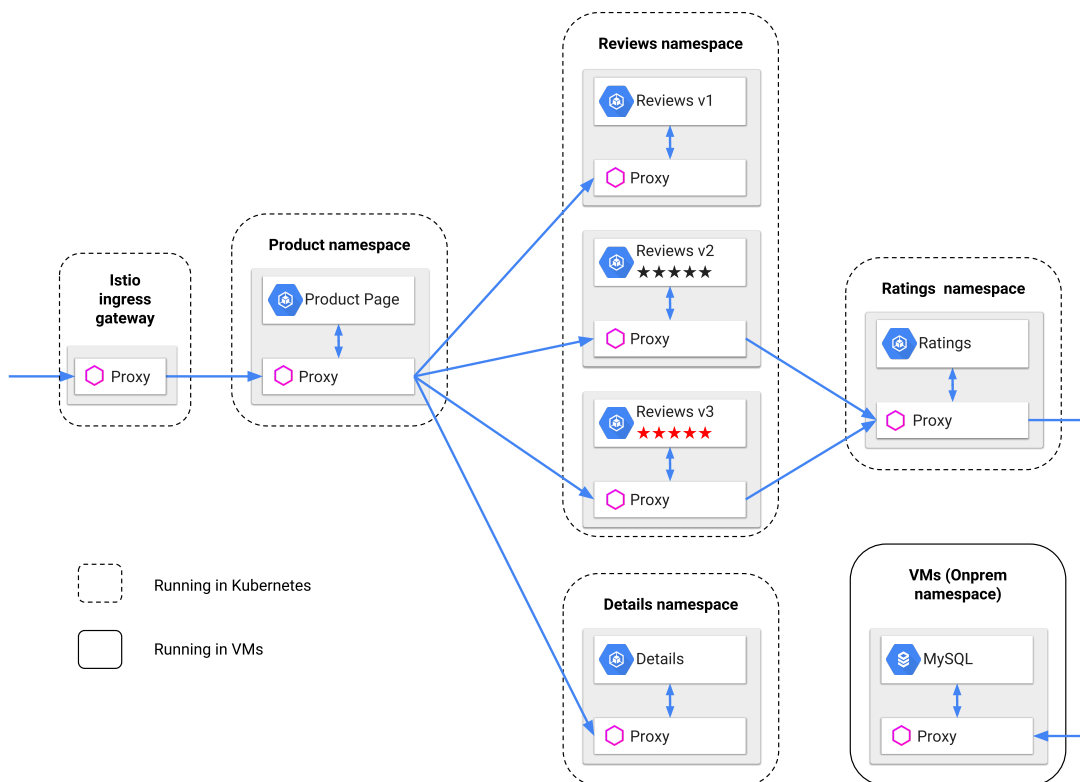 Istio
ingress
gateway
Proxy
Product namespace
Product Page
Proxy
Reviews namespace
Reviews v1
Proxy
Reviews v2
★★★★★
Proxy
Reviews v3
★★★★★
Proxy
Ratings namespace
Ratings
Proxy
Details namespace
Details
Proxy
VMs (Onprem
namespace)
MySQL
Proxy
Running in Kubernetes
Running in VMs